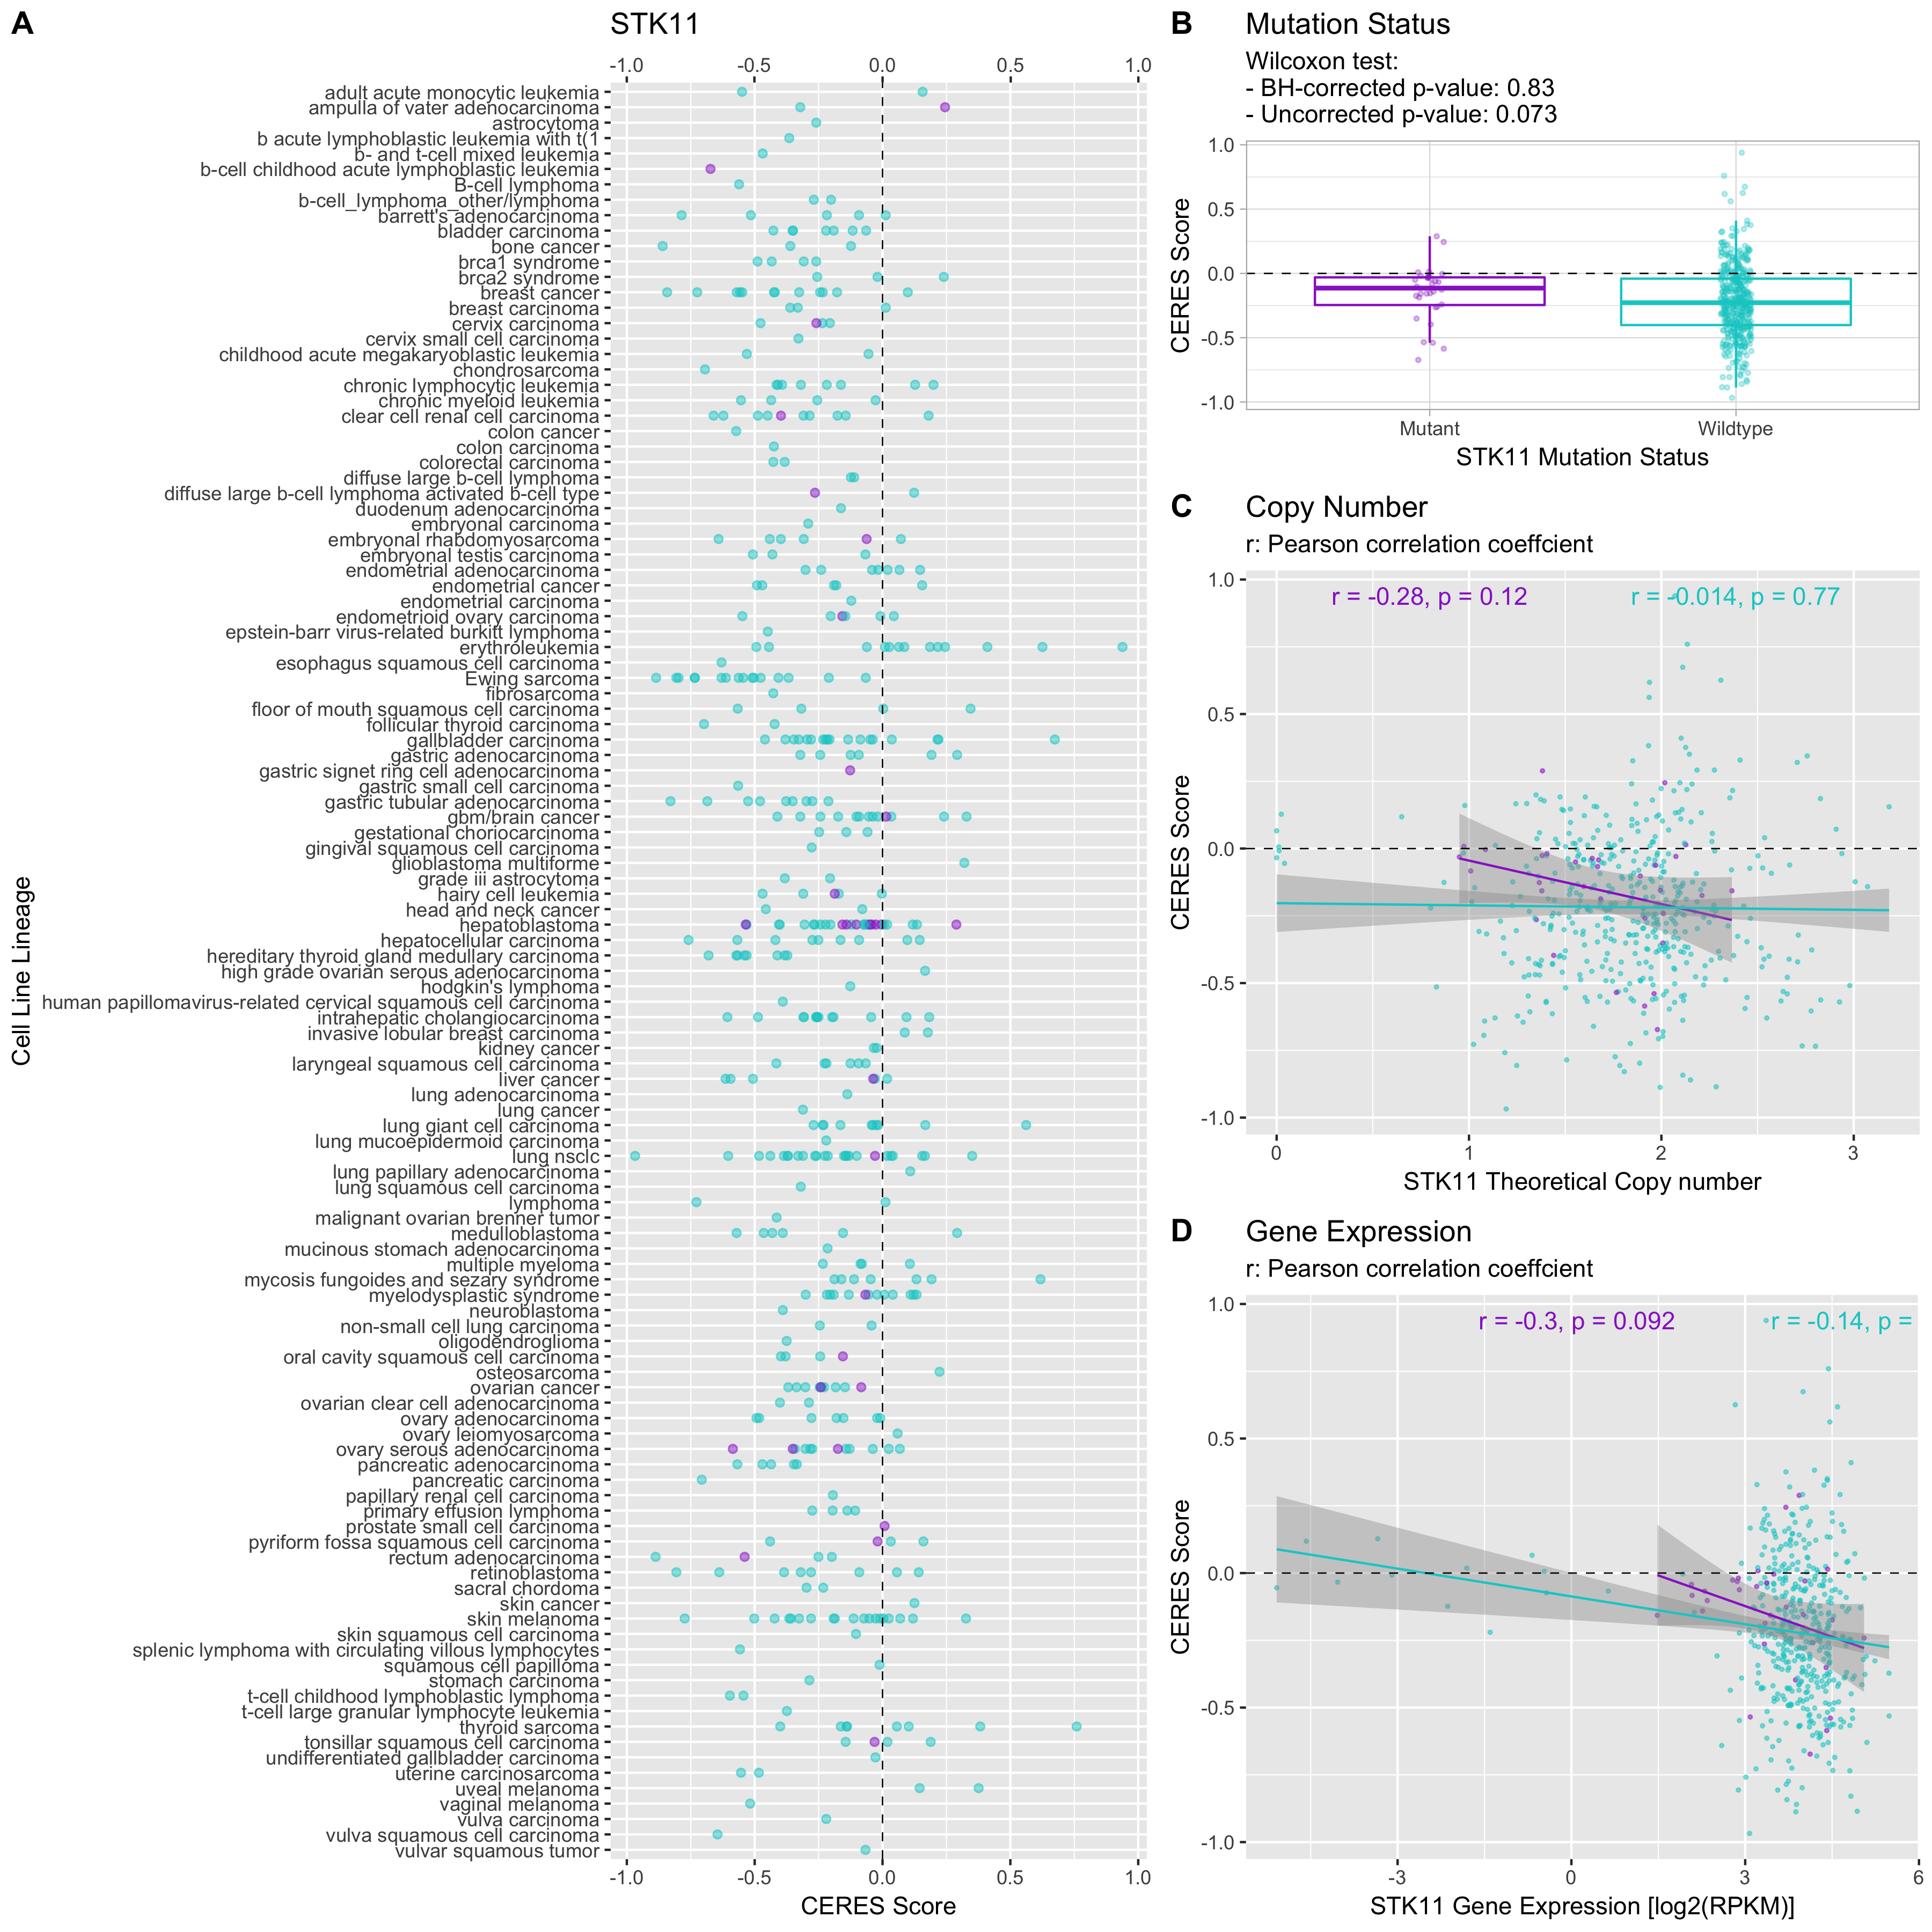 A
STK11
-1.0 -0.5 0.0 0.5 1.0
Cell Line Lineage
adult acute monocytic leukemia
ampulla of vater adenocarcinoma
astrocytoma
b acute lymphoblastic leukemia with t(1
b- and t-cell mixed leukemia
b-cell childhood acute lymphoblastic leukemia
B-cell lymphoma
b-cell_lymphoma_other/lymphoma
barrett's adenocarcinoma
bladder carcinoma
bone cancer
brca1 syndrome
brca2 syndrome
breast cancer
breast carcinoma
cervix carcinoma
cervix small cell carcinoma
childhood acute megakaryoblastic leukemia
chondrosarcoma
chronic lymphocytic leukemia
chronic myeloid leukemia
clear cell renal cell carcinoma
colon cancer
colon carcinoma
colorectal carcinoma
diffuse large b-cell lymphoma
diffuse large b-cell lymphoma activated b-cell type
duodenum adenocarcinoma
embryonal carcinoma
embryonal rhabdomyosarcoma
embryonal testis carcinoma
endometrial adenocarcinoma
endometrial cancer
endometrial carcinoma
endometrioid ovary carcinoma
epstein-barr virus-related burkitt lymphoma
erythroleukemia
esophagus squamous cell carcinoma
Ewing sarcoma
fibrosarcoma
floor of mouth squamous cell carcinoma
follicular thyroid carcinoma
gallbladder carcinoma
gastric adenocarcinoma
gastric signet ring cell adenocarcinoma
gastric small cell carcinoma
gastric tubular adenocarcinoma
gbm/brain cancer
gestational choriocarcinoma
gingival squamous cell carcinoma
glioblastoma multiforme
grade iii astrocytoma
hairy cell leukemia
head and neck cancer
hepatoblastoma
hepatocellular carcinoma
hereditary thyroid gland medullary carcinoma
high grade ovarian serous adenocarcinoma
hodgkin's lymphoma
human papillomavirus-related cervical squamous cell carcinoma
intrahepatic cholangiocarcinoma
invasive lobular breast carcinoma
kidney cancer
laryngeal squamous cell carcinoma
liver cancer
lung adenocarcinoma
lung cancer
lung giant cell carcinoma
lung mucoepidermoid carcinoma
lung nsclc
lung papillary adenocarcinoma
lung squamous cell carcinoma
lymphoma
malignant ovarian brenner tumor
medulloblastoma
mucinous stomach adenocarcinoma
multiple myeloma
mycosis fungoides and sezary syndrome
myelodysplastic syndrome
neuroblastoma
non-small cell lung carcinoma
oligodendroglioma
oral cavity squamous cell carcinoma
osteosarcoma
ovarian cancer
ovarian clear cell adenocarcinoma
ovary adenocarcinoma
ovary leiomyosarcoma
ovary serous adenocarcinoma
pancreatic adenocarcinoma
pancreatic carcinoma
papillary renal cell carcinoma
primary effusion lymphoma
prostate small cell carcinoma
pyriform fossa squamous cell carcinoma
rectum adenocarcinoma
retinoblastoma
sacral chordoma
skin cancer
skin melanoma
skin squamous cell carcinoma
splenic lymphoma with circulating villous lymphocytes
squamous cell papilloma
stomach carcinoma
t-cell childhood lymphoblastic lymphoma
t-cell large granular lymphocyte leukemia
thyroid sarcoma
tonsillar squamous cell carcinoma
undifferentiated gallbladder carcinoma
uterine carcinosarcoma
uveal melanoma
vaginal melanoma
vulva carcinoma
vulva squamous cell carcinoma
vulvar squamous tumor
-1.0 -0.5 0.0 0.5 1.0
CERES Score
B
Mutation Status
Wilcoxon test:
- BH-corrected p-value: 0.83
- Uncorrected p-value: 0.073
CERES Score
1.0
0.5
0.0
-0.5
-1.0
Mutant Wildtype
STK11 Mutation Status
C
Copy Number
r: Pearson correlation coeffcient
r = -0.28, p = 0.12 r = -0.014, p = 0.77
CERES Score
1.0
0.5
0.0
-0.5
-1.0
0 1 2 3
STK11 Theoretical Copy number
D
Gene Expression
r: Pearson correlation coeffcient
r = -0.3, p = 0.092 r = -0.14, p =
CERES Score
1.0
0.5
0.0
-0.5
-1.0
-3 0 3 6
STK11 Gene Expression [log2(RPKM)]